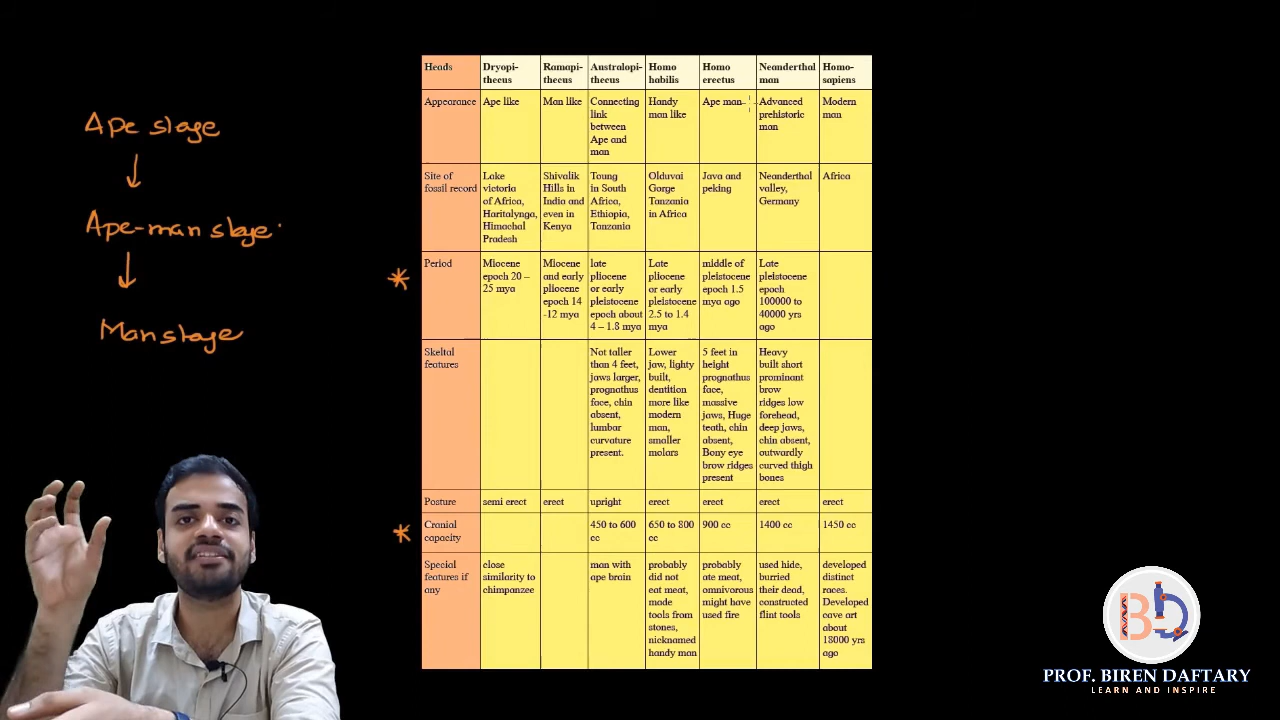 Ape stage
Ape-man stage
Man stage
Heads
Dryopi-
thecus
Ramapi-
thecus
Australopi-
thecus
Homo
habilis
Homo
erectus
Neanderthal
man
Homo-
sapiens
Appearance
Ape like
Man like
Connecting
link
between
Ape and
man
Handy
man like
Ape man
Advanced
prehistoric
man
Modern
man
Site of
fossil record
Lake
victoria
of Africa,
Haritalynga,
Himachal
Pradesh
Shivalik
Hills in
India and
even in
Kenya
Toung
in South
Africa,
Ethiopia,
Tanzania
Olduvai
Gorge
Tanzania
in Africa
Java and
peking
Neanderthal
valley,
Germany
Africa
Period
Miocene
epoch 20 –
25 mya
Miocene
and early
pliocene
epoch 14
-12 mya
late
pliocene
or early
pleistocene
epoch about
4 – 1.8 mya
Late
pliocene
or early
pleistocene
2.5 to 1.4
mya
middle of
pleistocene
epoch 1.5
mya ago
Late
pleistocene
epoch
100000 to
40000 yrs
ago
Skeltal
features
Not taller
than 4 feet,
jaws larger,
prognathus
face, chin
absent,
lumbar
curvature
present.
Lower
jaw, lighty
built,
dentition
more like
modern
man,
smaller
molars
5 feet in
height
prognathus
face,
massive
jaws, Huge
teath, chin
absent,
Bony eye
brow ridges
present
Heavy
built short
prominant
brow
ridges low
forehead,
deep jaws,
chin absent,
outwardly
curved thigh
bones
Posture
semi erect
erect
upright
erect
erect
erect
erect
Cranial
capacity
450 to 600
cc
650 to 800
cc
900 cc
1400 cc
1450 cc
Special
features if
any
close
similarity to
chimpanzee
man with
ape brain
probably
did not
eat meat,
made
tools from
stones,
nicknamed
handy man
probably
ate meat,
omnivorous
might have
used fire
used hide,
burried
their dead,
constructed
flint tools
developed
distinct
races.
Developed
cave art
about
18000 yrs
ago
BD
PROF. BIREN DAFTARY
LEARN AND INSPIRE